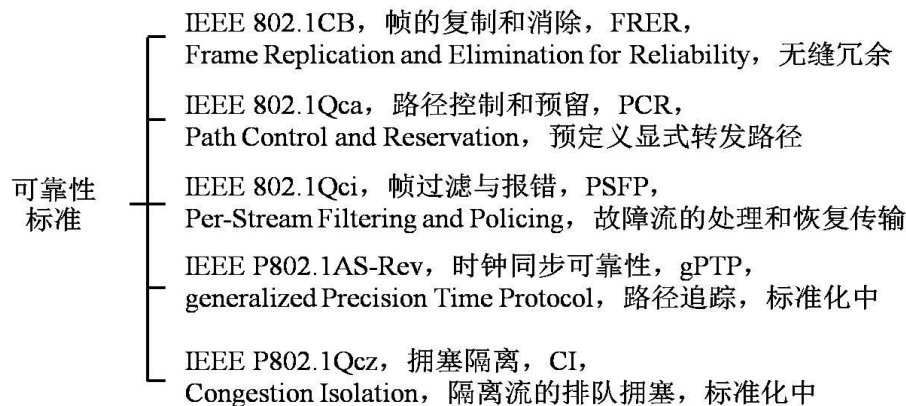 可靠性
标准
IEEE 802.1CB，帧的复制和消除，FRER，
Frame Replication and Elimination for Reliability，无缝冗余
IEEE 802.1Qca，路径控制和预留，PCR，
Path Control and Reservation，预定义显式转发路径
IEEE 802.1Qci，帧过滤与报错，PSFP，
Per-Stream Filtering and Policing，故障流的处理和恢复传输
IEEE P802.1AS-Rev，时钟同步可靠性，gPTP，
generalized Precision Time Protocol，路径追踪，标准化中
IEEE P802.1Qcz，拥塞隔离，CI，
Congestion Isolation，隔离流的排队拥塞，标准化中